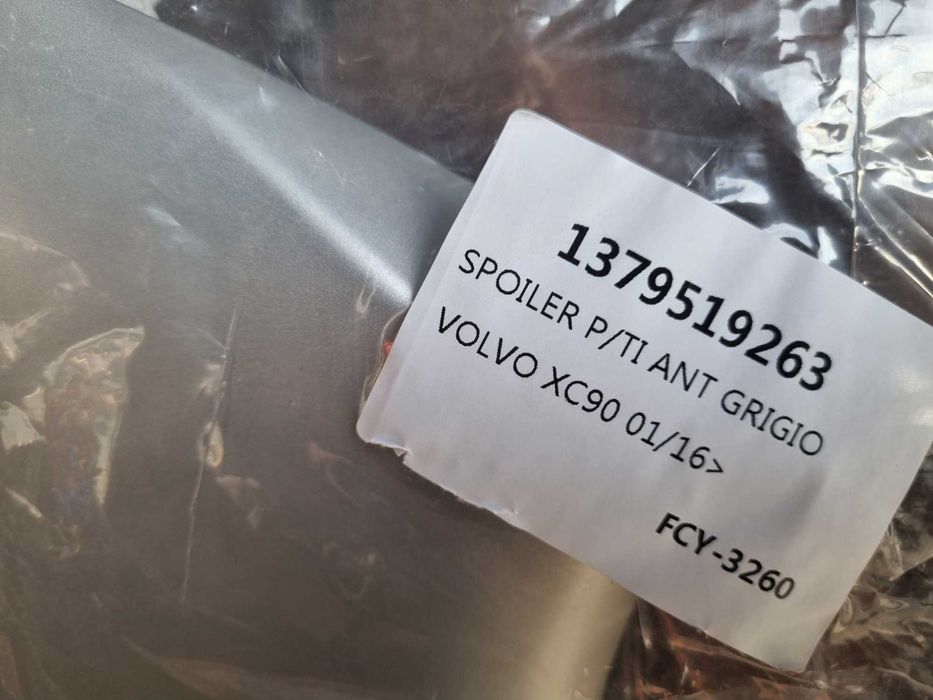 1379519263
SPOILER P/TI ANT GRIGIO
VOLVO XC90 01/16>
FCY-3260